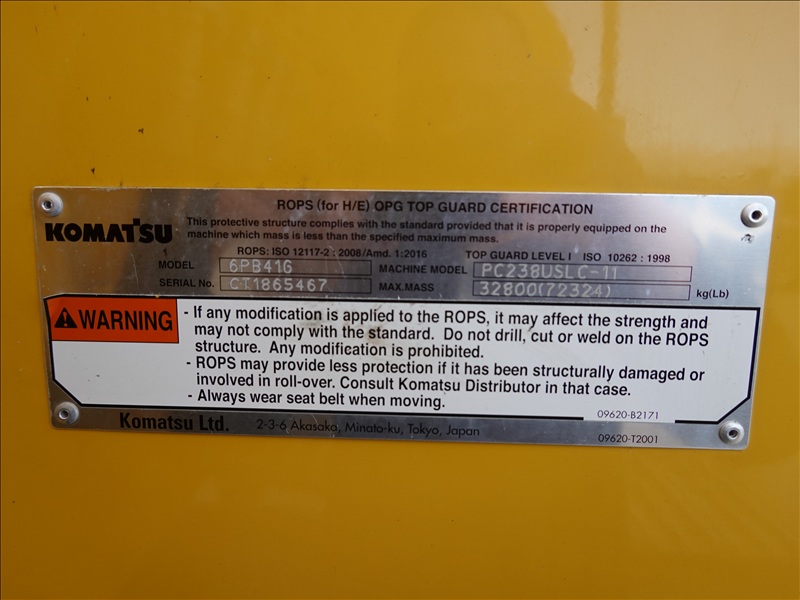 ROPS (for H/E) OPG TOP GUARD CERTIFICATION
KOMATSU
This protective structure complies with the standard provided that it is properly equipped on the
machine which mass is less than the specified maximum mass.
ROPS: ISO 12117-2 : 2008/Amd. 1:2016 TOP GUARD LEVEL I ISO 10262 : 1998
MODEL 6PB41G MACHINE MODEL PC238USLC-11
SERIAL No. CI1865467 MAX.MASS 32800(72324) kg(Lb)
WARNING
- If any modification is applied to the ROPS, it may affect the strength and
may not comply with the standard. Do not drill, cut or weld on the ROPS
structure. Any modification is prohibited.
- ROPS may provide less protection if it has been structurally damaged or
involved in roll-over. Consult Komatsu Distributor in that case.
- Always wear seat belt when moving.
09620-B2171
Komatsu Ltd. 2-3-6 Akasaka, Minato-ku, Tokyo, Japan 09620-T2001